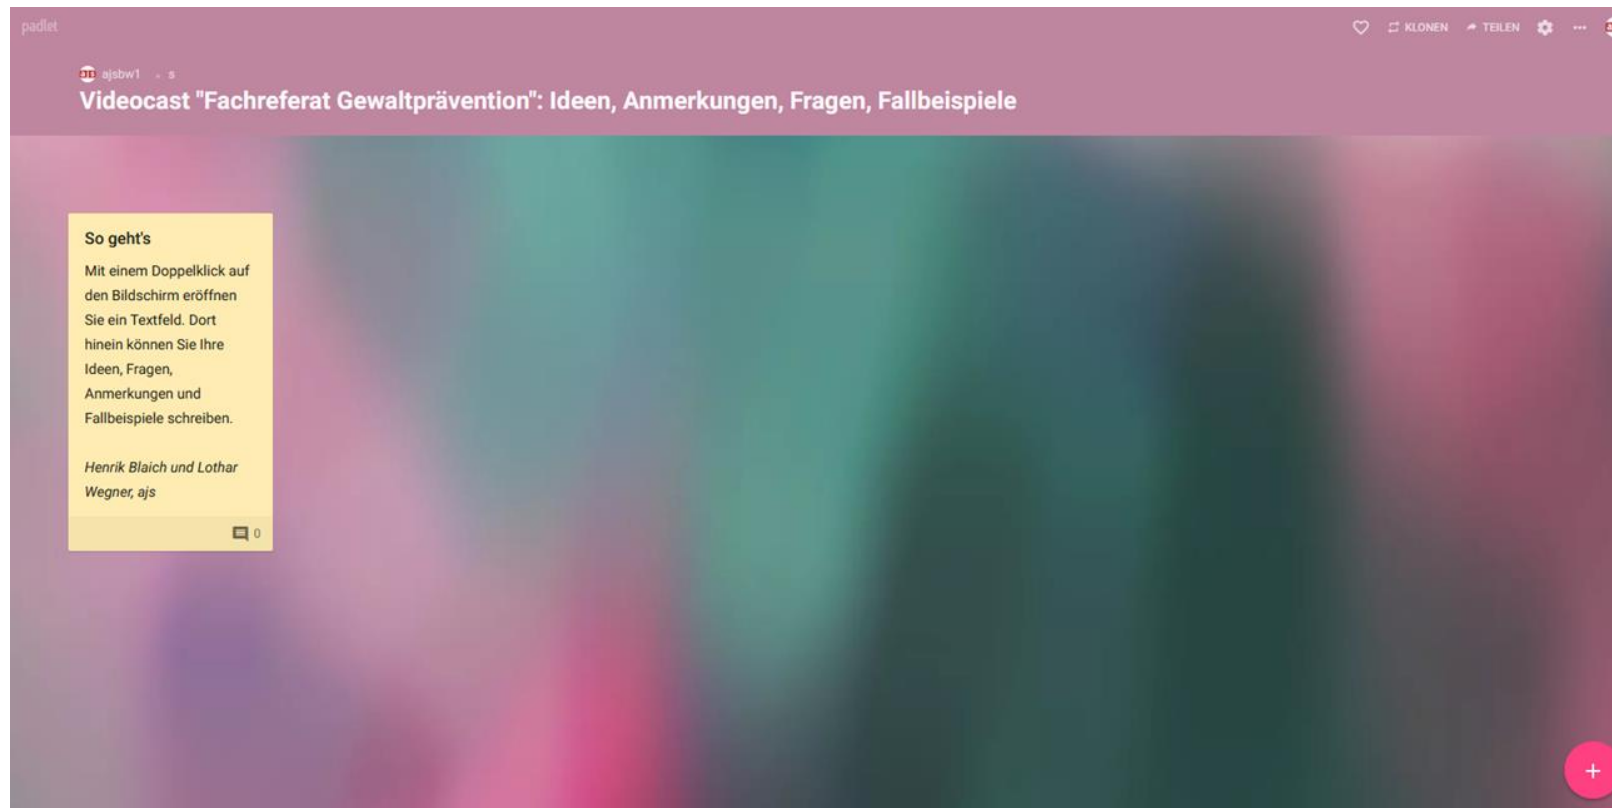 padlet
KLONEN TEILEN
ajsbw1 . s
Videocast "Fachreferat Gewaltprävention": Ideen, Anmerkungen, Fragen, Fallbeispiele
So geht's
Mit einem Doppelklick auf
den Bildschirm eröffnen
Sie ein Textfeld. Dort
hinein können Sie Ihre
Ideen, Fragen,
Anmerkungen und
Fallbeispiele schreiben.
Henrik Blaich und Lothar
Wegner, ajs
0